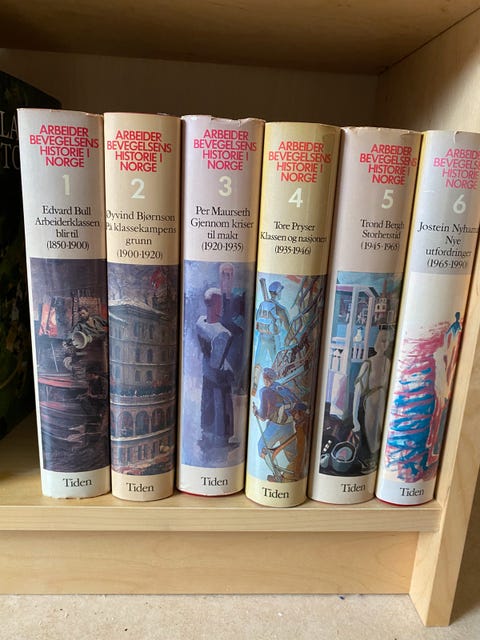 ARBEIDER
BEVEGELSENS
HISTORIE I
NORGE
1
Edvard Bull
Arbeiderklassen
blir til
(1850-1900)
Tiden
ARBEIDER
BEVEGELSENS
HISTORIE I
NORGE
2
Øyvind Bjørnson
På klassekampens
grunn
(1900-1920)
Tiden
ARBEIDER
BEVEGELSENS
HISTORIE I
NORGE
3
Per Maurseth
Gjennom kriser
til makt
(1920-1935)
Tiden
ARBEIDER
BEVEGELSENS
HISTORIE I
NORGE
4
Tore Pryser
Klassen og nasjonen
(1935-1946)
Tiden
ARBEIDER
BEVEGELSENS
HISTORIE I
NORGE
5
Trond Bergh
Storhetstid
(1945-1965)
Tiden
ARBEIDER
BEVEGELSENS
HISTORIE I
NORGE
6
Jostein
Nye
utfordringer
(1965-1990)
Tiden